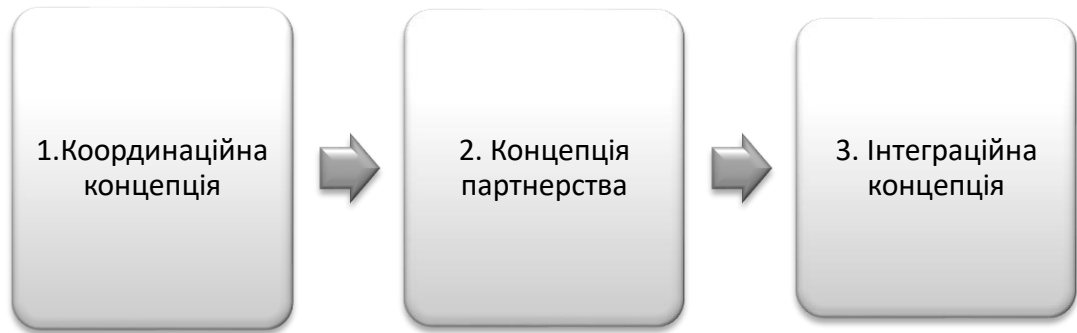 1.Координаційна
концепція
2. Концепція
партнерства
3. Інтеграційна
концепція